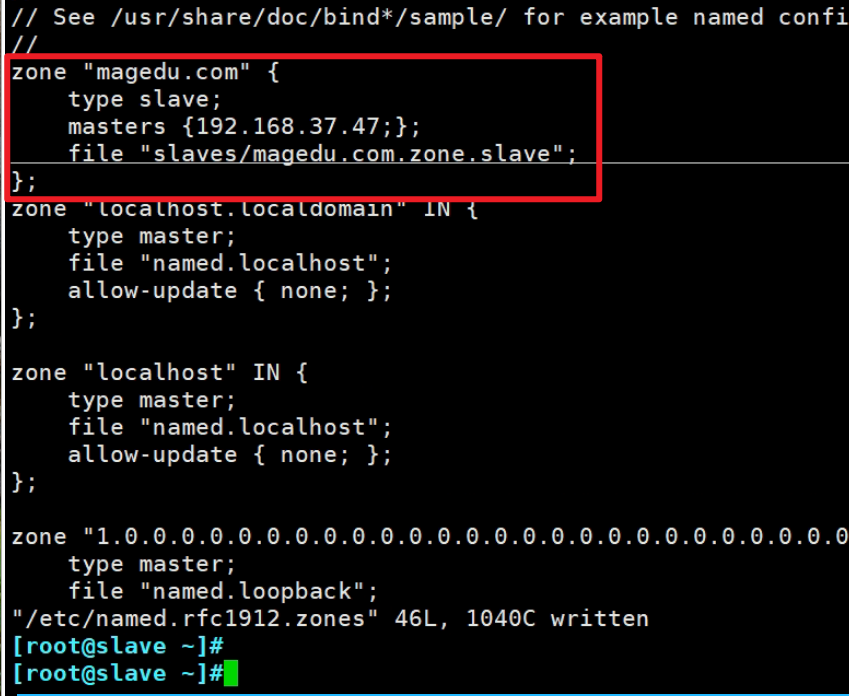 // See /usr/share/doc/bind*/sample/ for example named confi
//
zone "magedu.com" {
    type slave;
    masters {192.168.37.47;};
    file "slaves/magedu.com.zone.slave";
};
zone "localhost.localdomain" IN {
    type master;
    file "named.localhost";
    allow-update { none; };
};

zone "localhost" IN {
    type master;
    file "named.localhost";
    allow-update { none; };
};

zone "1.0.0.0.0.0.0.0.0.0.0.0.0.0.0.0.0.0.0.0.0.0.0.0.0.0.0
    type master;
    file "named.loopback";
"/etc/named.rfc1912.zones" 46L, 1040C written
[root@slave ~]#
[root@slave ~]#